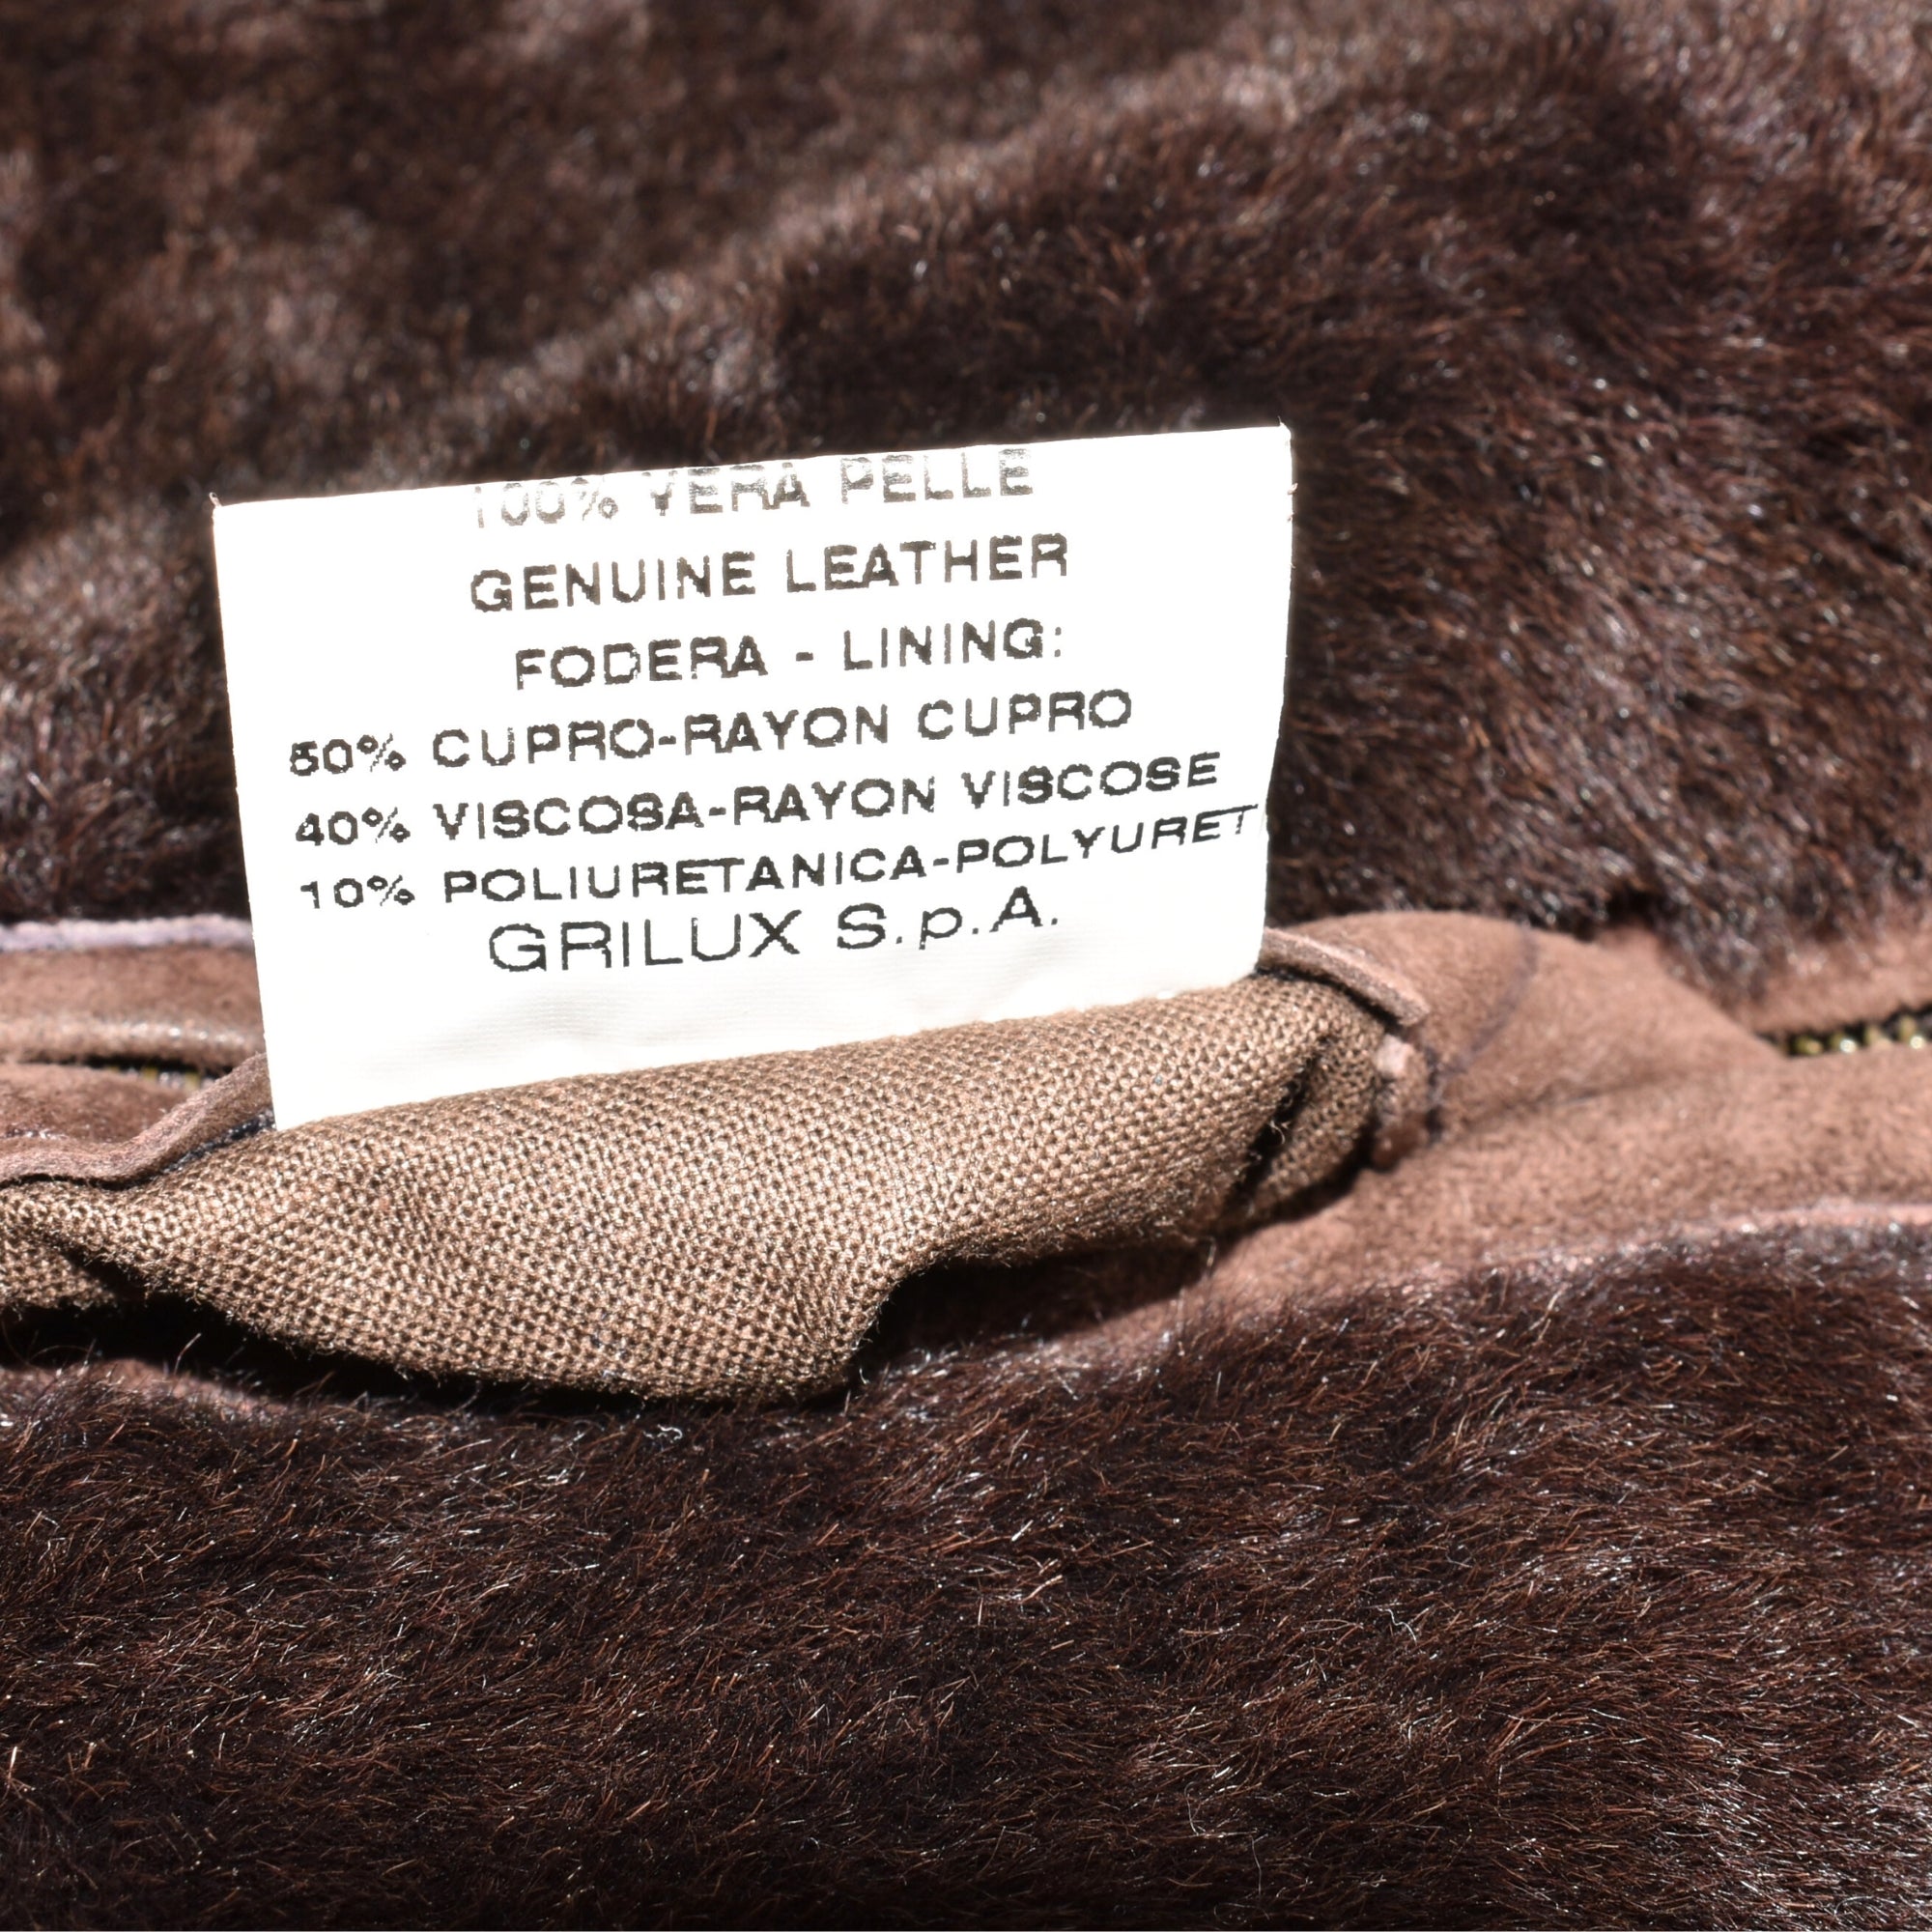 100% VERA PELLE
GENUINE LEATHER
FODERA - LINING:
50% CUPRO-RAYON CUPRO
40% VISCOSA-RAYON VISCOSE
10% POLIURETANICA-POLYURET
GRILUX S.p.A.